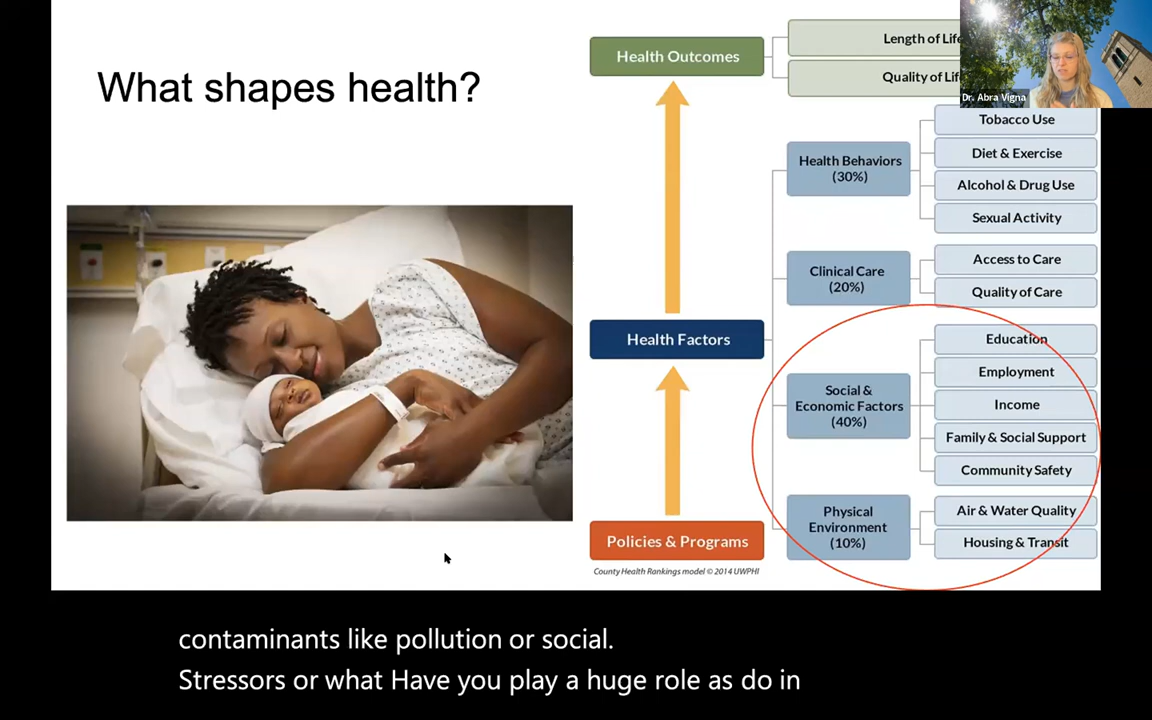 What shapes health?
Health Outcomes
Length of Life
Quality of Life
Dr. Abra Vigna
Health Behaviors
(30%)
Tobacco Use
Diet & Exercise
Alcohol & Drug Use
Sexual Activity
Clinical Care
(20%)
Access to Care
Quality of Care
Health Factors
Social &
Economic Factors
(40%)
Education
Employment
Income
Family & Social Support
Community Safety
Physical
Environment
(10%)
Air & Water Quality
Housing & Transit
Policies & Programs
County Health Rankings model © 2014 UWPHI
contaminants like pollution or social.
Stressors or what Have you play a huge role as do in